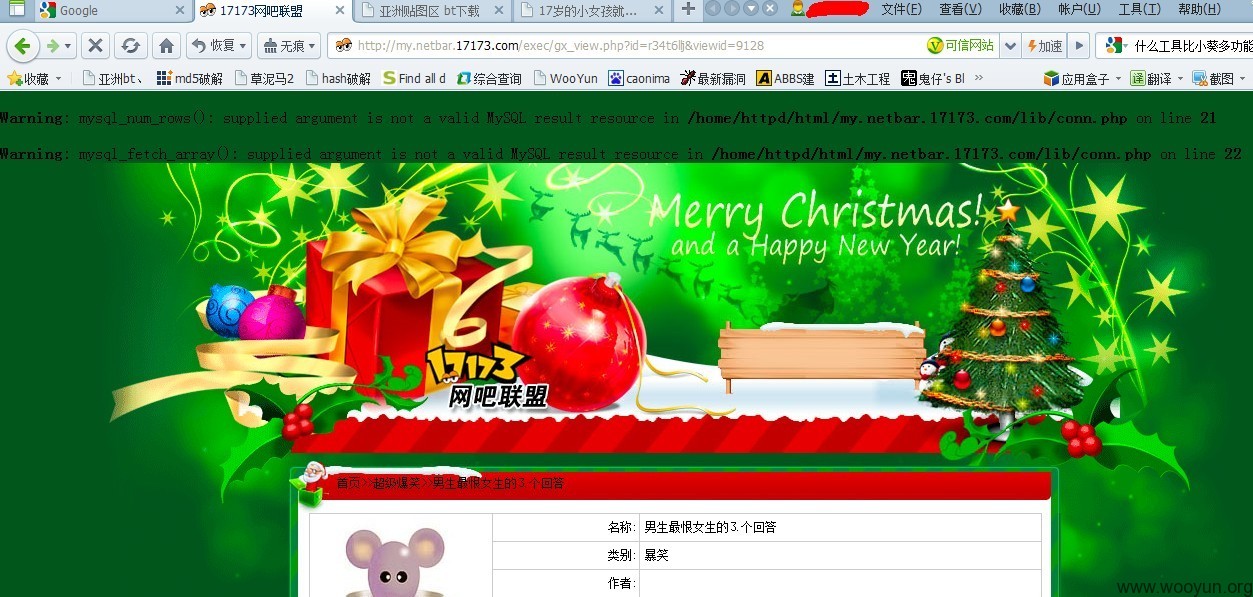 Google
17173网吧联盟
亚洲贴图区 bt下载
17岁的小女孩就...
文件(F) 查看(V) 收藏(B) 帐户(U) 工具(T) 帮助(H)
恢复 无痕 http://my.netbar.17173.com/exec/gx_view.php?id=r34t6llj&viewid=9128 可信网站 加速 什么工具比小葵多功能
收藏 亚洲bt、 md5破解 草泥马2 hash破解 Find all d 综合查询 WooYun caonima 最新漏洞 ABBS建 土木工程 鬼仔's Bl » 应用盒子 翻译 截图
Warning: mysql_num_rows(): supplied argument is not a valid MySQL result resource in /home/httpd/html/my.netbar.17173.com/lib/conn.php on line 21
Warning: mysql_fetch_array(): supplied argument is not a valid MySQL result resource in /home/httpd/html/my.netbar.17173.com/lib/conn.php on line 22
Merry Christmas!
and a Happy New Year!
17173
网吧联盟
首页>>超级爆笑>>男生最恨女生的3.个回答
名称: 男生最恨女生的3.个回答
类别: 暴笑
作者:
www.wooyun.org